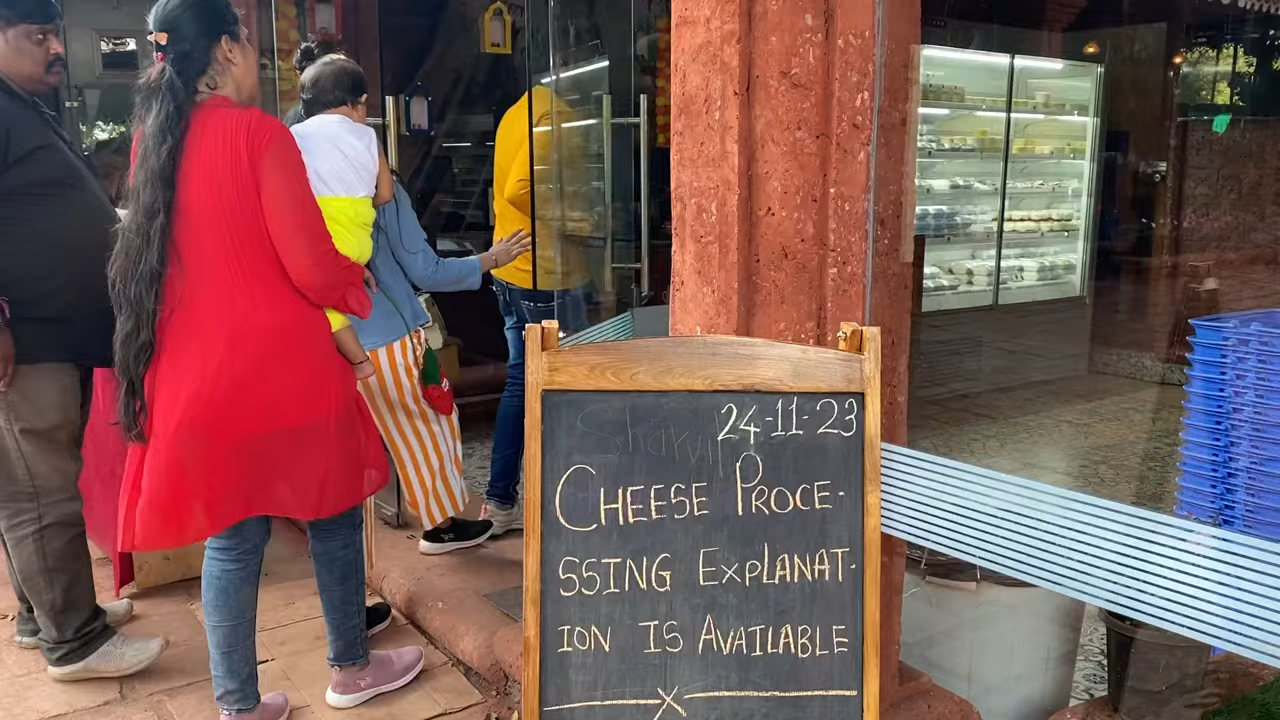 24-11-23
CHEESE PROCE-
SSING EXPLANAT-
ION IS AVAILABLE